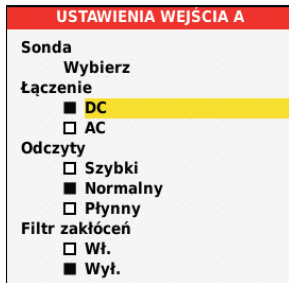 USTAWIENIA WEJŚCIA A
Sonda
Wybierz
Łączenie
■ DC
□ AC
Odczyty
□ Szybki
■ Normalny
□ Płynny
Filtr zakłóceń
□ Wł.
■ Wył.